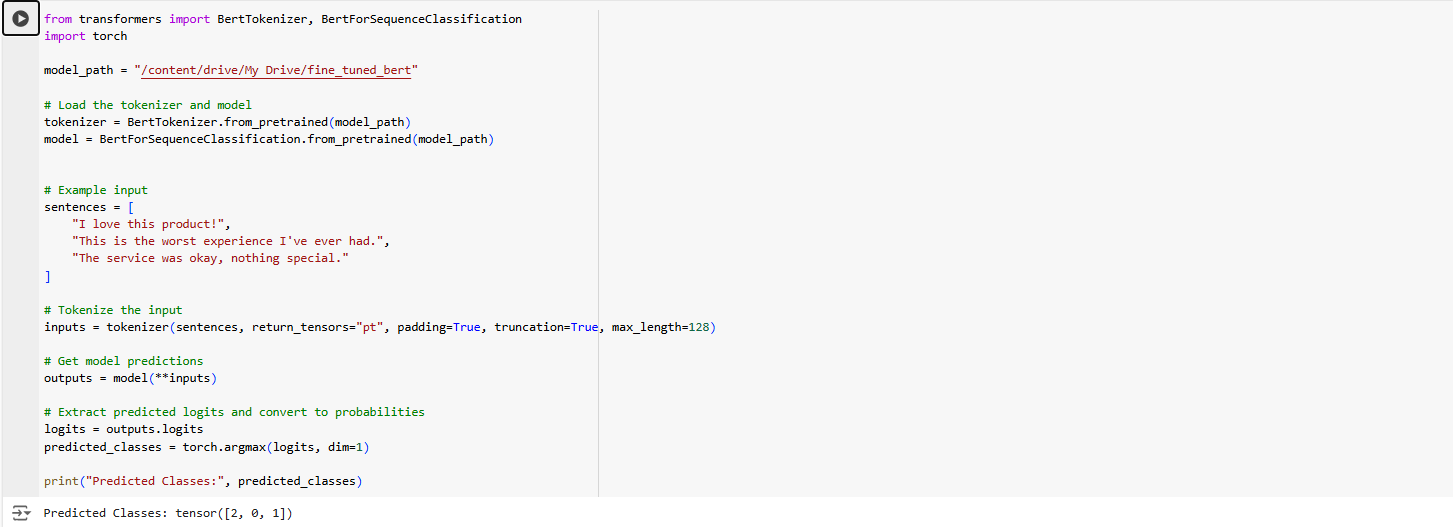 from transformers import BertTokenizer, BertForSequenceClassification
import torch
model_path = "/content/drive/My Drive/fine_tuned_bert"
# Load the tokenizer and model
tokenizer = BertTokenizer.from_pretrained(model_path)
model = BertForSequenceClassification.from_pretrained(model_path)
# Example input
sentences = [
    "I love this product!",
    "This is the worst experience I've ever had.",
    "The service was okay, nothing special."
]
# Tokenize the input
inputs = tokenizer(sentences, return_tensors="pt", padding=True, truncation=True, max_length=128)
# Get model predictions
outputs = model(**inputs)
# Extract predicted logits and convert to probabilities
logits = outputs.logits
predicted_classes = torch.argmax(logits, dim=1)
print("Predicted Classes:", predicted_classes)
Predicted Classes: tensor([2, 0, 1])